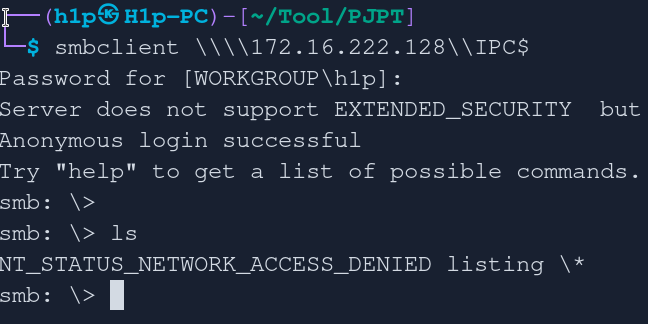 ┌──(h1p㉿H1p-PC)-[~/Tool/PJPT]
└─$ smbclient \\\\172.16.222.128\\IPC$
Password for [WORKGROUP\h1p]:
Server does not support EXTENDED_SECURITY  but
Anonymous login successful
Try "help" to get a list of possible commands.
smb: \>
smb: \> ls
NT_STATUS_NETWORK_ACCESS_DENIED listing \*
smb: \>